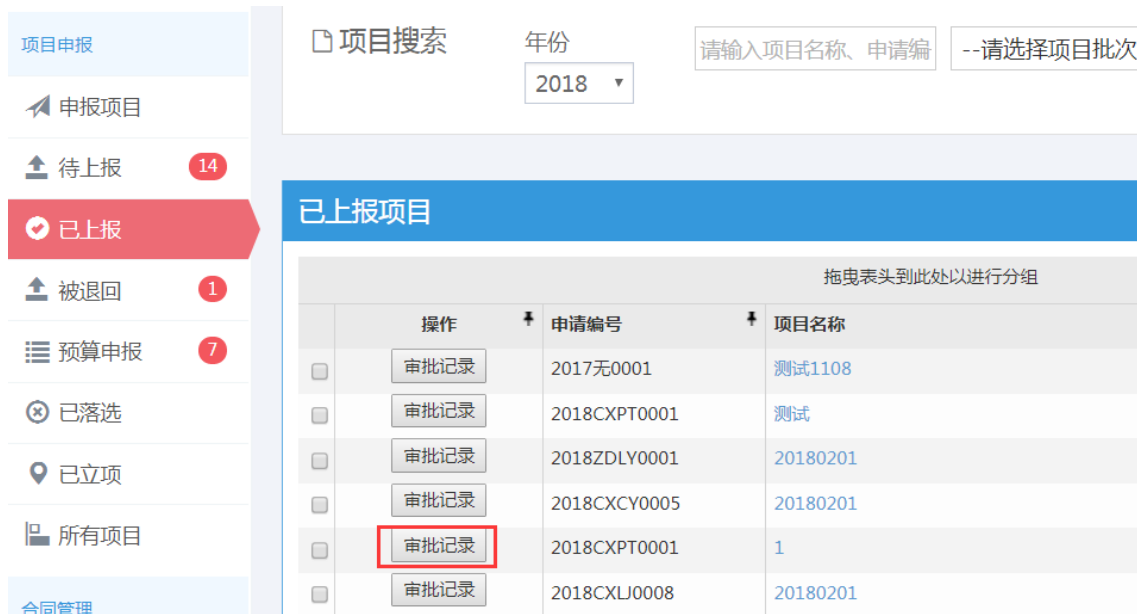 项目申报
申报项目
待上报 14
已上报
被退回 1
预算申报 7
已落选
已立项
所有项目
合同管理
项目搜索
年份
2018
请输入项目名称、申请编
--请选择项目批次
已上报项目
拖曳表头到此处以进行分组
操作 申请编号 项目名称
审批记录 2017无0001 测试1108
审批记录 2018CXPT0001 测试
审批记录 2018ZDLY0001 20180201
审批记录 2018CXCY0005 20180201
审批记录 2018CXPT0001 1
审批记录 2018CXLJ0008 20180201